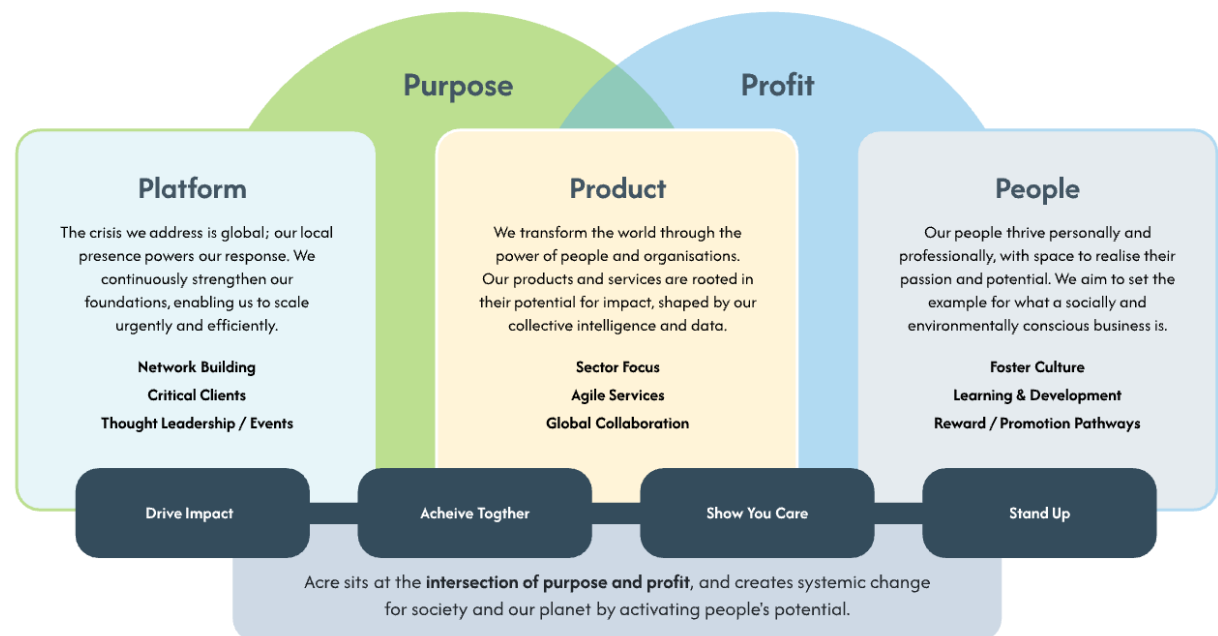 Purpose
Profit
Platform
The crisis we address is global; our local
presence powers our response. We
continuously strengthen our
foundations, enabling us to scale
urgently and efficiently.
Network Building
Critical Clients
Thought Leadership / Events
Product
We transform the world through the
power of people and organisations.
Our products and services are rooted in
their potential for impact, shaped by our
collective intelligence and data.
Sector Focus
Agile Services
Global Collaboration
People
Our people thrive personally and
professionally, with space to realise their
passion and potential. We aim to set the
example for what a socially and
environmentally conscious business is.
Foster Culture
Learning & Development
Reward / Promotion Pathways
Drive Impact
Acheive Togther
Show You Care
Stand Up
Acre sits at the intersection of purpose and profit, and creates systemic change
for society and our planet by activating people's potential.